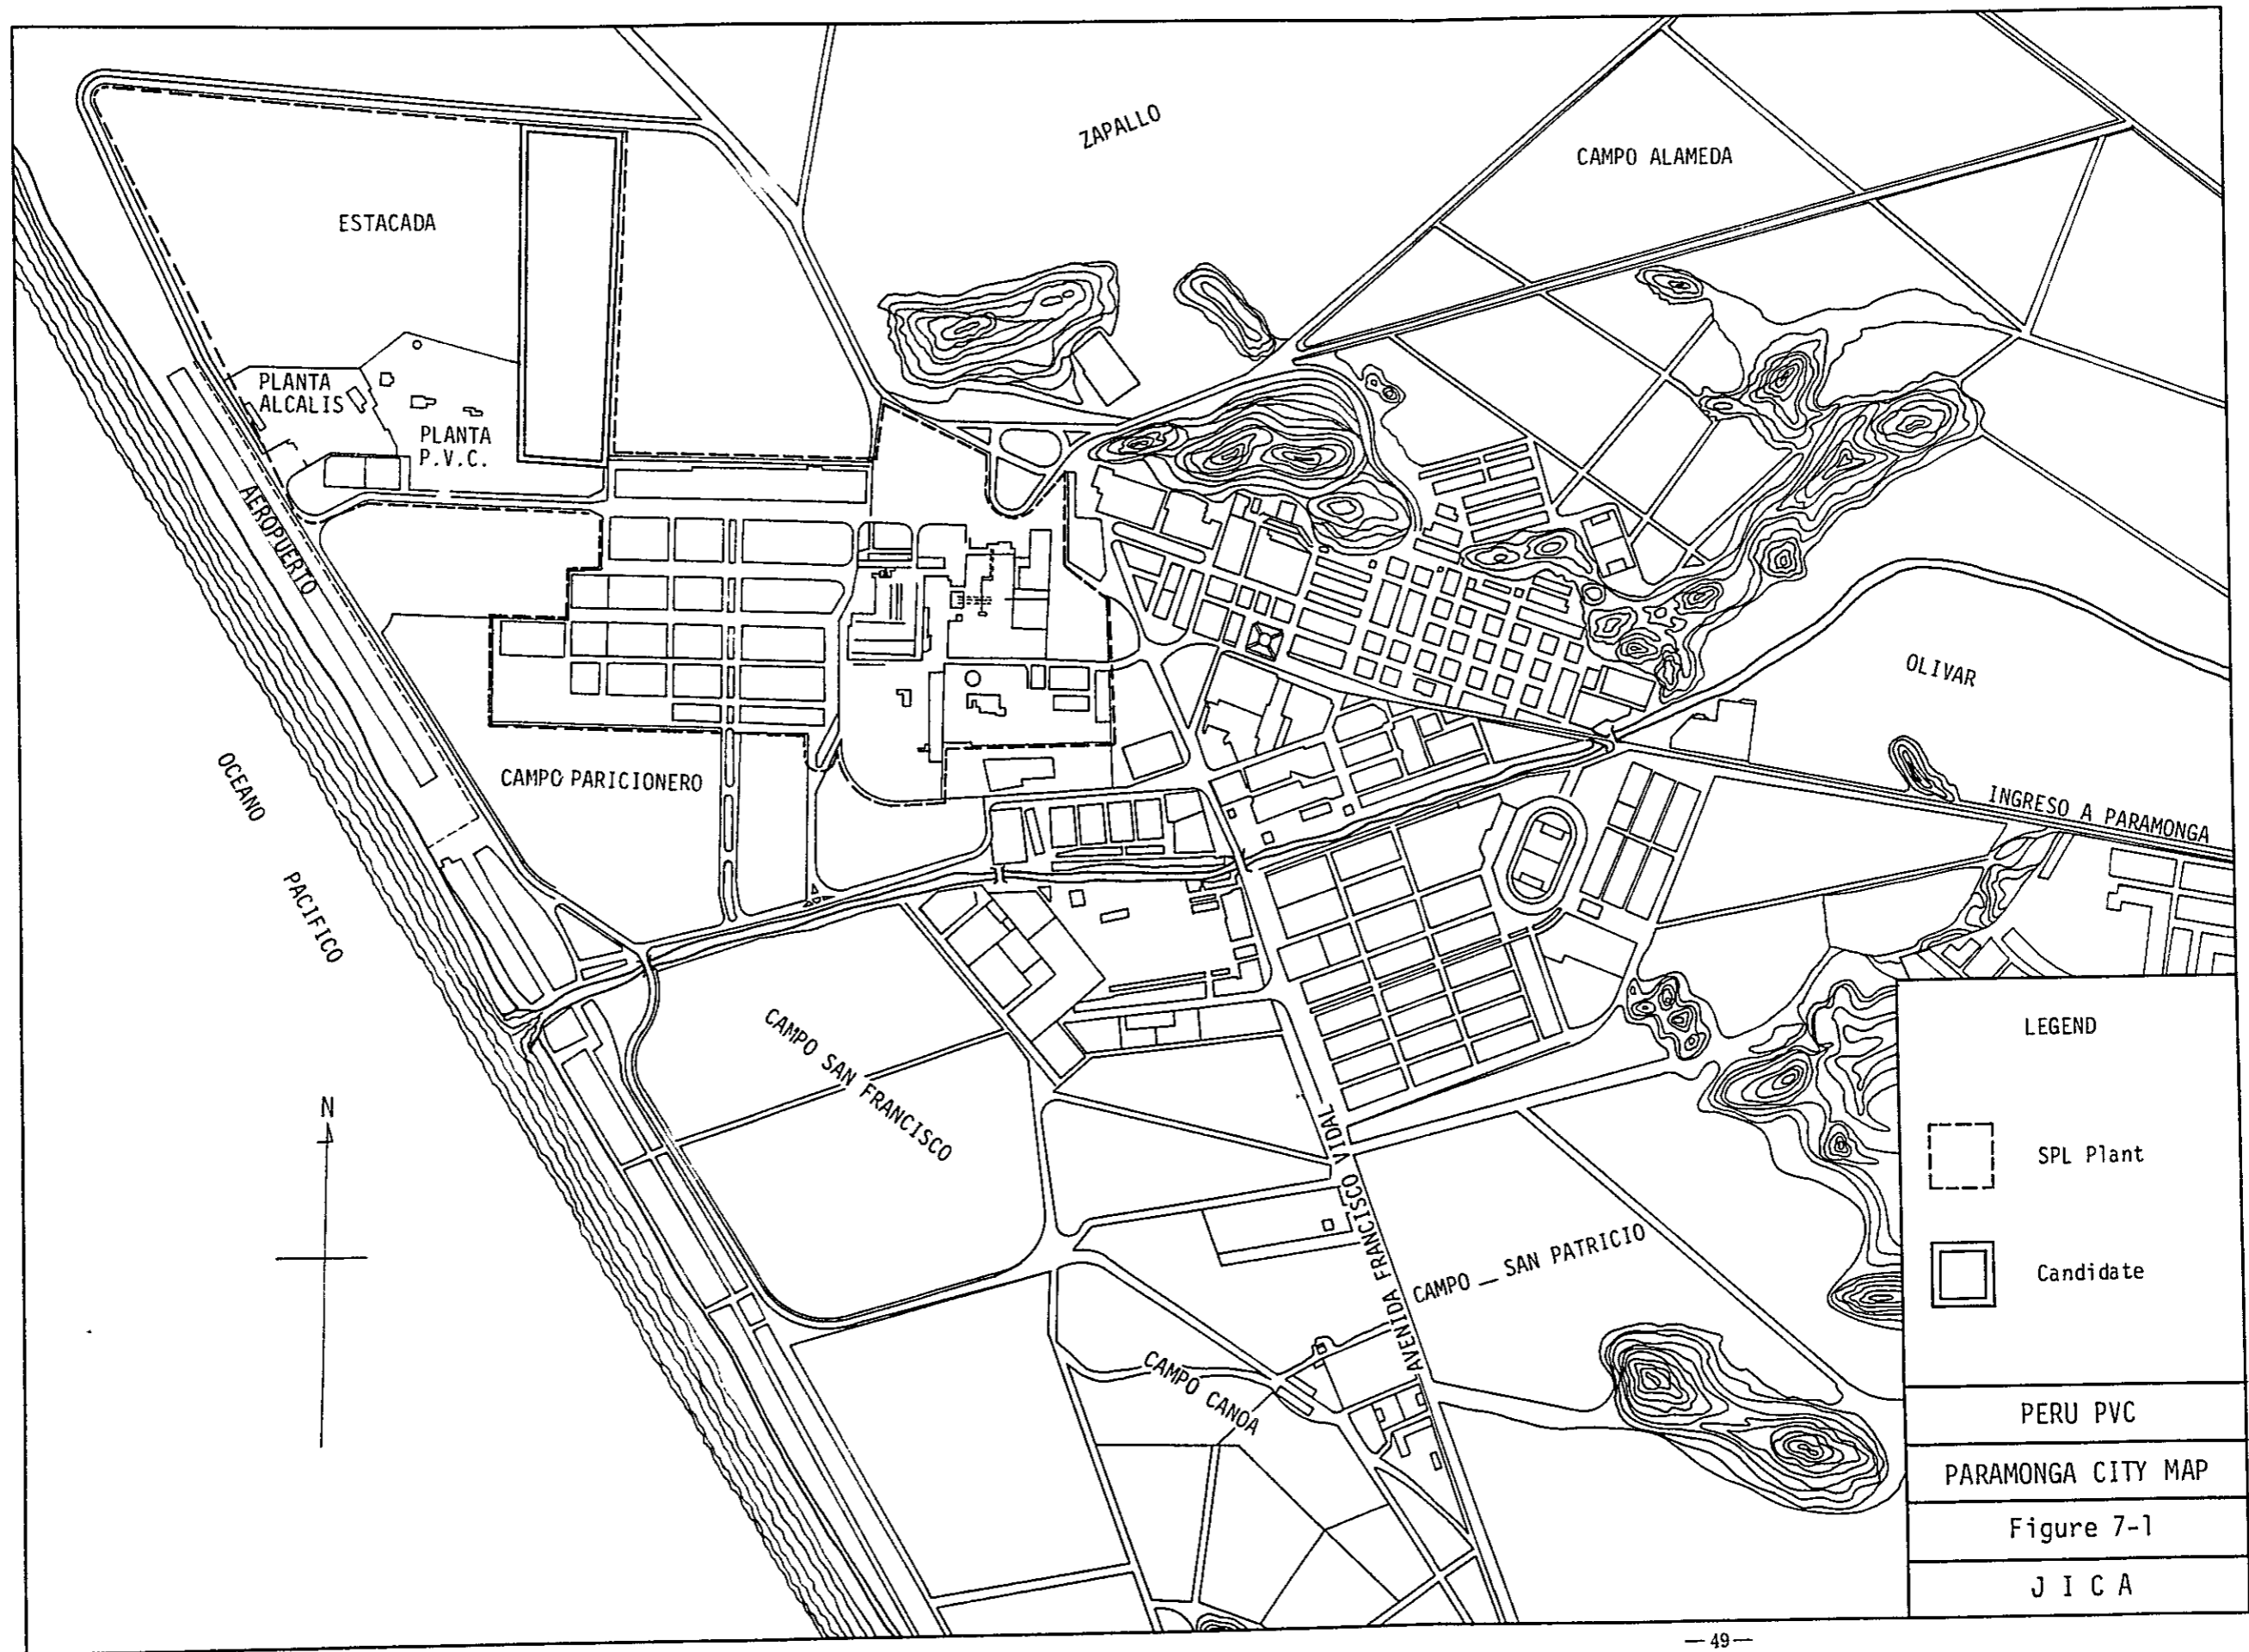 ZAPALLO
CAMPO ALAMEDA
ESTACADA
PLANTA
ALCALIS
PLANTA
P.V.C.
AEROPUERTO
OLIVAR
OCEANO PACIFICO
CAMPO PARICIONERO
INGRESO A PARAMONGA
CAMPO SAN FRANCISCO
N
AVENIDA FRANCISCO VIDAL
CAMPO — SAN PATRICIO
CAMPO CANOA
LEGEND
SPL Plant
Candidate
PERU PVC
PARAMONGA CITY MAP
Figure 7-1
J I C A
— 49 —